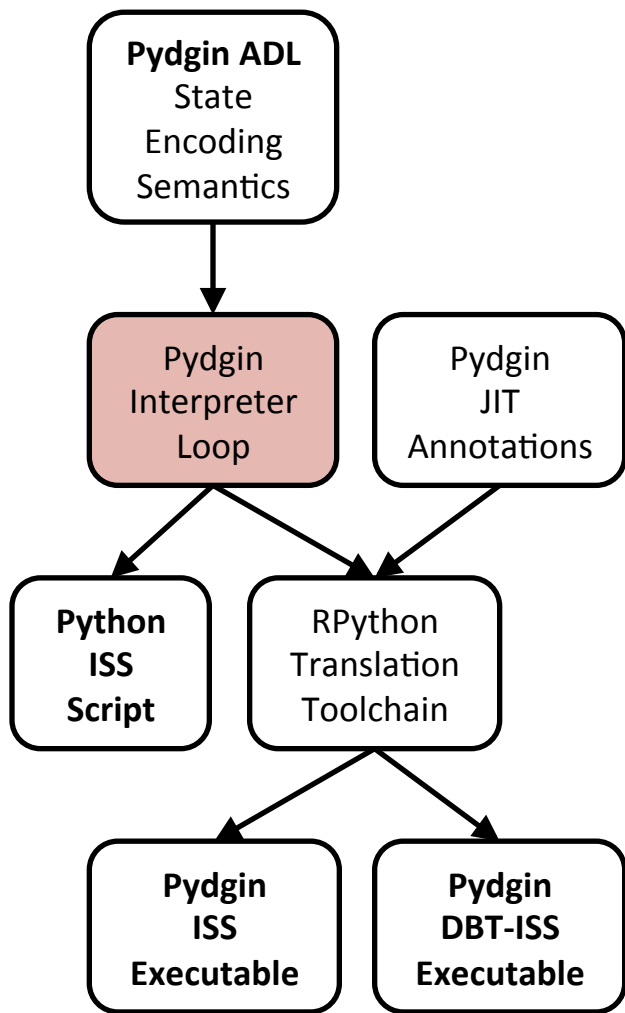 Pydgin ADL
State
Encoding
Semantics
Pydgin
Interpreter
Loop
Pydgin
JIT
Annotations
Python
ISS
Script
RPython
Translation
Toolchain
Pydgin
ISS
Executable
Pydgin
DBT-ISS
Executable